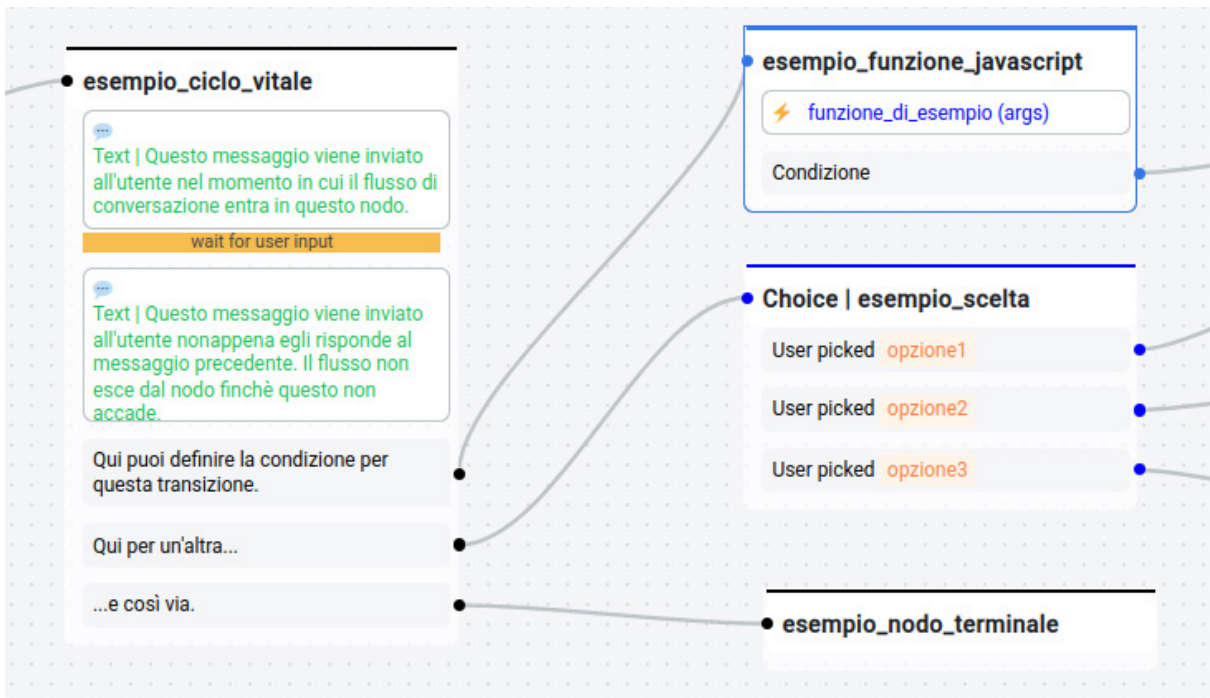 esempio_ciclo_vitale
Text | Questo messaggio viene inviato
all'utente nel momento in cui il flusso di
conversazione entra in questo nodo.
wait for user input
Text | Questo messaggio viene inviato
all'utente nonappena egli risponde al
messaggio precedente. Il flusso non
esce dal nodo finchè questo non
accade.
Qui puoi definire la condizione per
questa transizione.
Qui per un'altra...
...e così via.
esempio_funzione_javascript
funzione_di_esempio (args)
Condizione
Choice | esempio_scelta
User picked opzione1
User picked opzione2
User picked opzione3
esempio_nodo_terminale